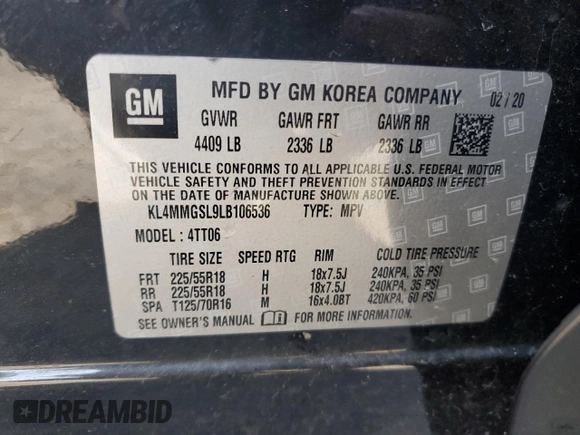 GM
MFD BY GM KOREA COMPANY 02/20
GVWR GAWR FRT GAWR RR
4409 LB 2336 LB 2336 LB
THIS VEHICLE CONFORMS TO ALL APPLICABLE U.S. FEDERAL MOTOR
VEHICLE SAFETY AND THEFT PREVENTION STANDARDS IN EFFECT
ON THE DATE OF MANUFACTURE SHOWN ABOVE.
KL4MMGSL9LB106536 TYPE: MPV
MODEL: 4TT06
TIRE SIZE SPEED RTG RIM COLD TIRE PRESSURE
FRT 225/55R18 H 18x7.5J 240KPA, 35 PSI
RR 225/55R18 H 18x7.5J 240KPA, 35 PSI
SPA T125/70R16 M 16x4.0BT 420KPA, 60 PSI
SEE OWNER'S MANUAL FOR MORE INFORMATION.
DREAMBID